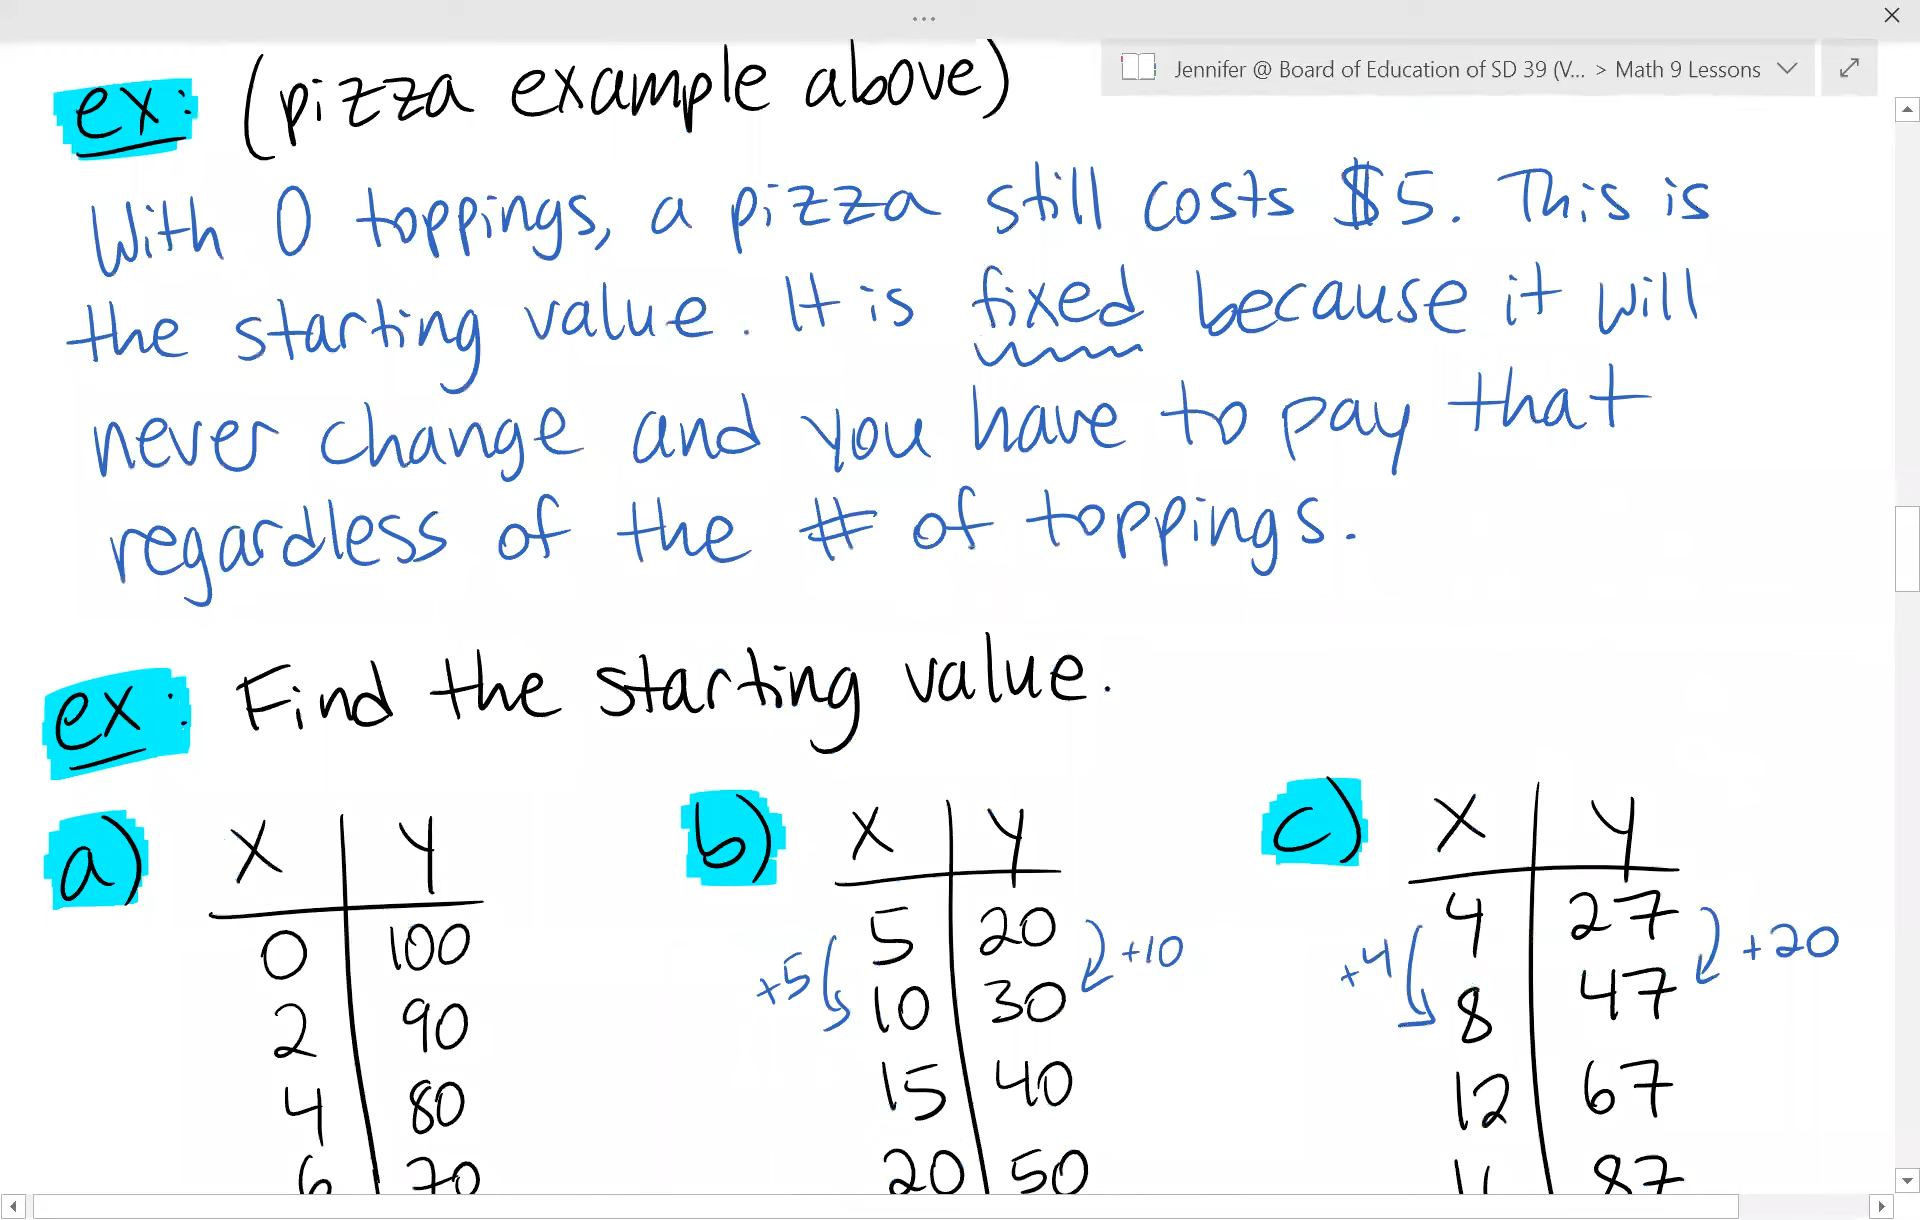 Jennifer @ Board of Education of SD 39 (V... > Math 9 Lessons
ex: (pizza example above)
With 0 toppings, a pizza still costs $5. This is
the starting value. It is fixed because it will
never change and you have to pay that
regardless of the # of toppings.
ex: Find the starting value.
a)
X Y
0 100
2 90
4 80
6 70
b)
X Y
5 20
10 30
15 40
20 50
+5
+10
c)
X Y
4 27
8 47
12 67
87
+4
+20